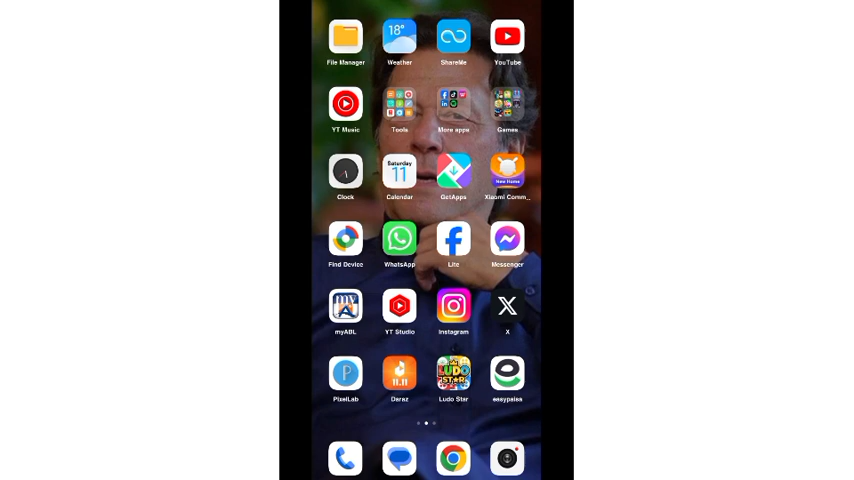 18°
File Manager
Weather
ShareMe
YouTube
YT Music
Tools
More apps
Games
Saturday
11
New Home
Clock
Calendar
GetApps
Xiaomi Comm...
Find Device
WhatsApp
Lite
Messenger
my
A
myABL
YT Studio
Instagram
X
P
11.11
LUDO
STAR
PixelLab
Daraz
Ludo Star
easypaisa